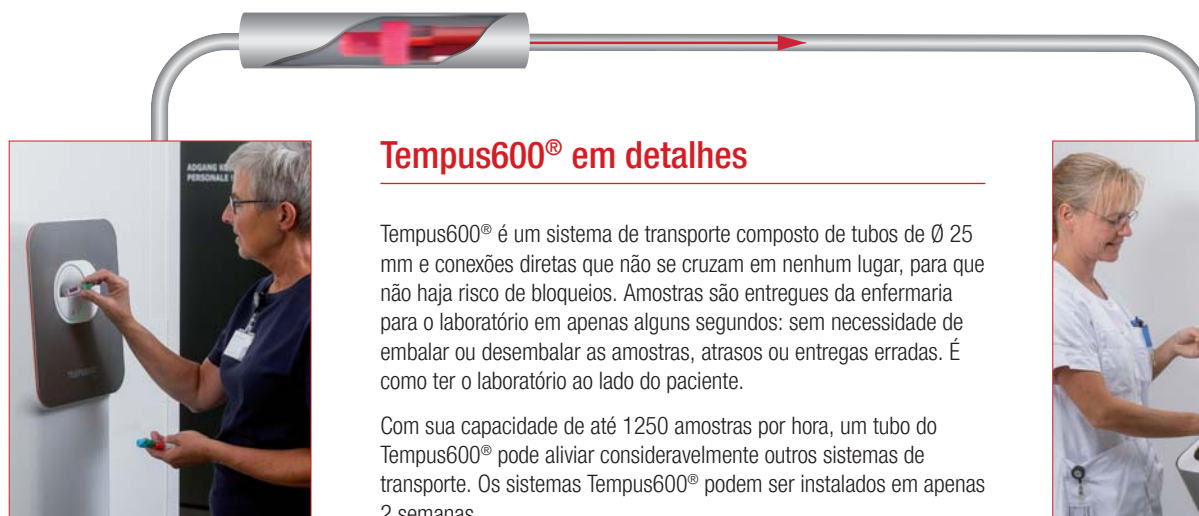 ADGANG
PERSONALE
Tempus600® em detalhes
Tempus600® é um sistema de transporte composto de tubos de Ø 25
mm e conexões diretas que não se cruzam em nenhum lugar, para que
não haja risco de bloqueios. Amostras são entregues da enfermaria
para o laboratório em apenas alguns segundos: sem necessidade de
embalar ou desembalar as amostras, atrasos ou entregas erradas. É
como ter o laboratório ao lado do paciente.
Com sua capacidade de até 1250 amostras por hora, um tubo do
Tempus600® pode aliviar consideravelmente outros sistemas de
transporte. Os sistemas Tempus600® podem ser instalados em apenas
2 semanas